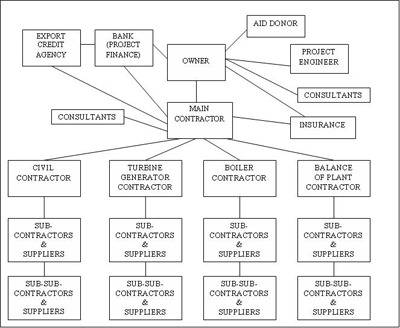 AID DONOR
EXPORT
CREDIT
AGENCY
BANK
(PROJECT
FINANCE)
OWNER
PROJECT
ENGINEER
CONSULTANTS
MAIN
CONTRACTOR
CONSULTANTS
INSURANCE
CIVIL
CONTRACTOR
TURBINE
GENERATOR
CONTRACTOR
BOILER
CONTRACTOR
BALANCE
OF PLANT
CONTRACTOR
SUB-
CONTRACTORS
&
SUPPLIERS
SUB-
CONTRACTORS
&
SUPPLIERS
SUB-
CONTRACTORS
&
SUPPLIERS
SUB-
CONTRACTORS
&
SUPPLIERS
SUB-SUB-
CONTRACTORS
&
SUPPLIERS
SUB-SUB-
CONTRACTORS
&
SUPPLIERS
SUB-SUB-
CONTRACTORS
&
SUPPLIERS
SUB-SUB-
CONTRACTORS
&
SUPPLIERS